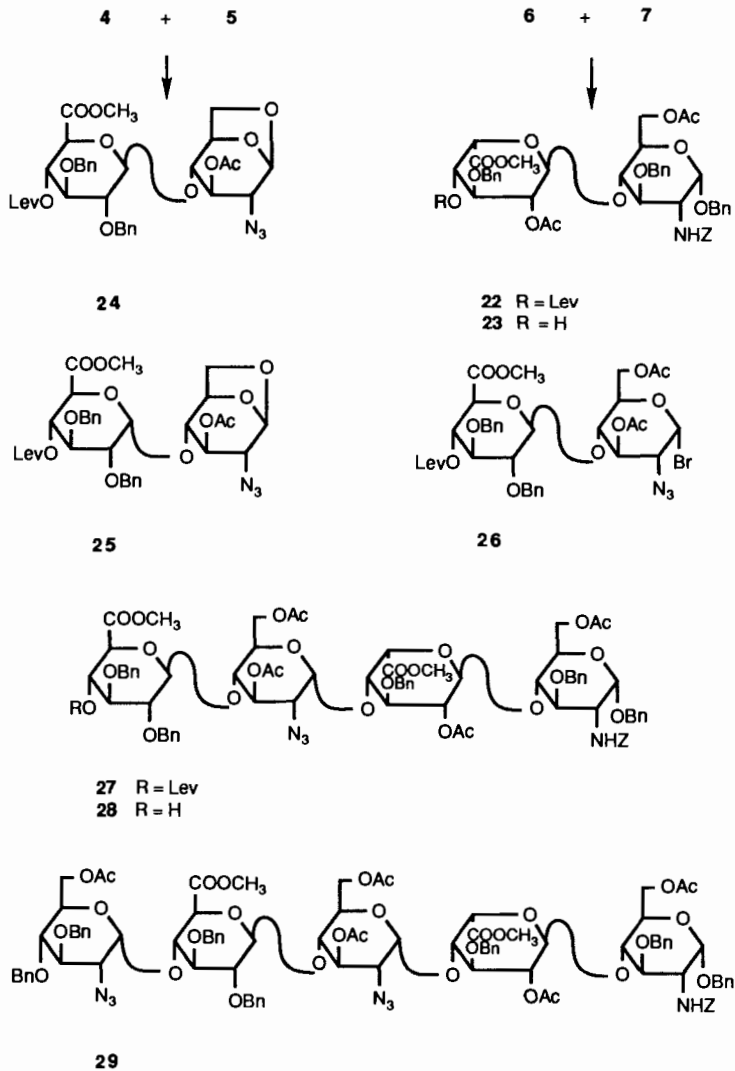 4 + 5
6 + 7
COOCH3 O O
O OBn OAc
LevO OBn O N3
24
OAc
O COOCH3 OBn O OBn
RO OAc O OBn
NHZ
22 R = Lev
23 R = H
COOCH3 O O
O OBn OAc
LevO OBn O N3
25
COOCH3 O OAc
O OBn OAc
LevO OBn O N3 Br
26
COOCH3 OAc OAc
O O O O
OBn OAc COOCH3 OBn OBn
RO OBn O N3 O OAc O OBn
NHZ
27 R = Lev
28 R = H
OAc COOCH3 OAc OAc
O O O O O
OBn OBn OAc COOCH3 OBn OBn
BnO N3 O OBn O N3 O OAc O OBn
NHZ
29